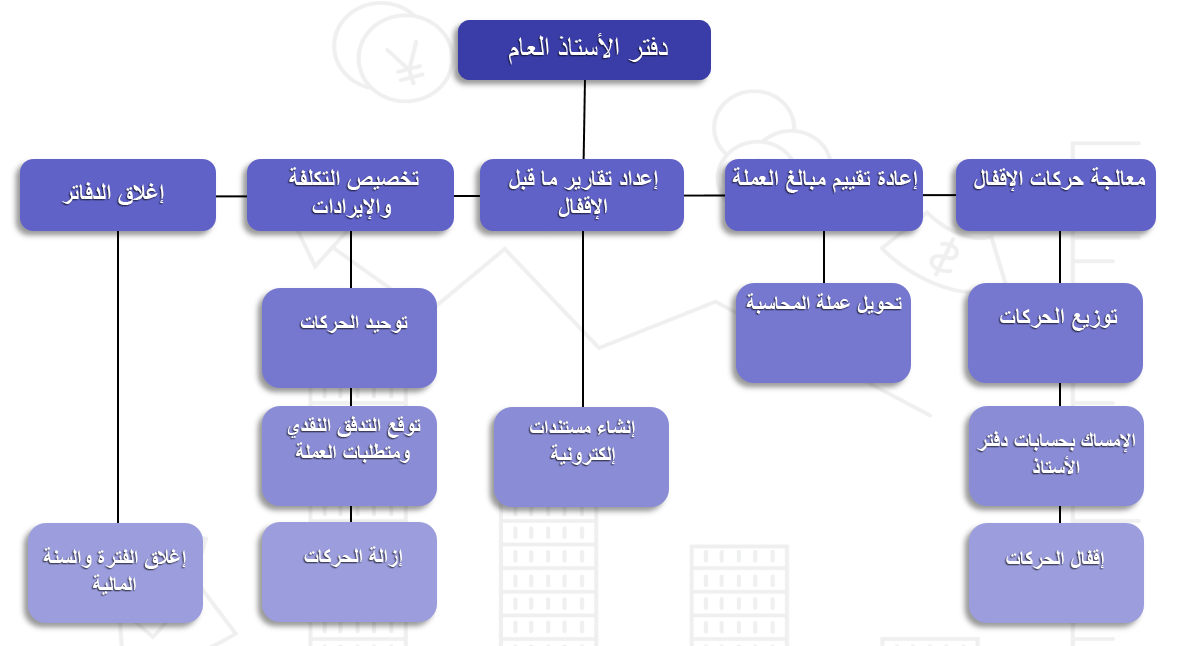 دفتر الأستاذ العام
معالجة حركات الإقفال
إعادة تقييم مبالغ العملة
إعداد تقارير ما قبل
الإقفال
تخصيص التكلفة
والإيرادات
إغلاق الدفاتر
توزيع الحركات
تحويل عملة المحاسبة
توحيد الحركات
الإمساك بحسابات دفتر
الأستاذ
إنشاء مستندات
إلكترونية
توقع التدفق النقدي
ومتطلبات العملة
إقفال الحركات
إزالة الحركات
إغلاق الفترة والسنة
المالية